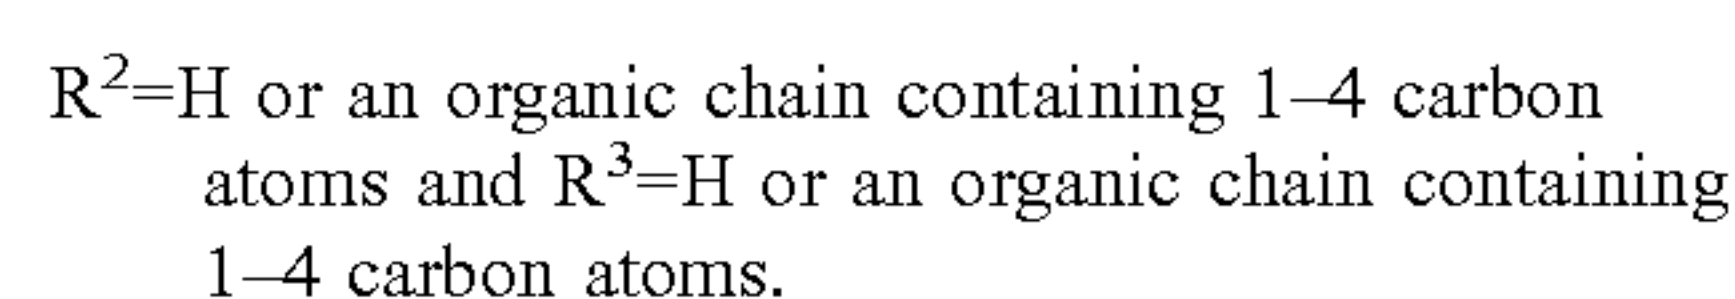 R²=H or an organic chain containing 1–4 carbon
atoms and R³=H or an organic chain containing
1–4 carbon atoms.